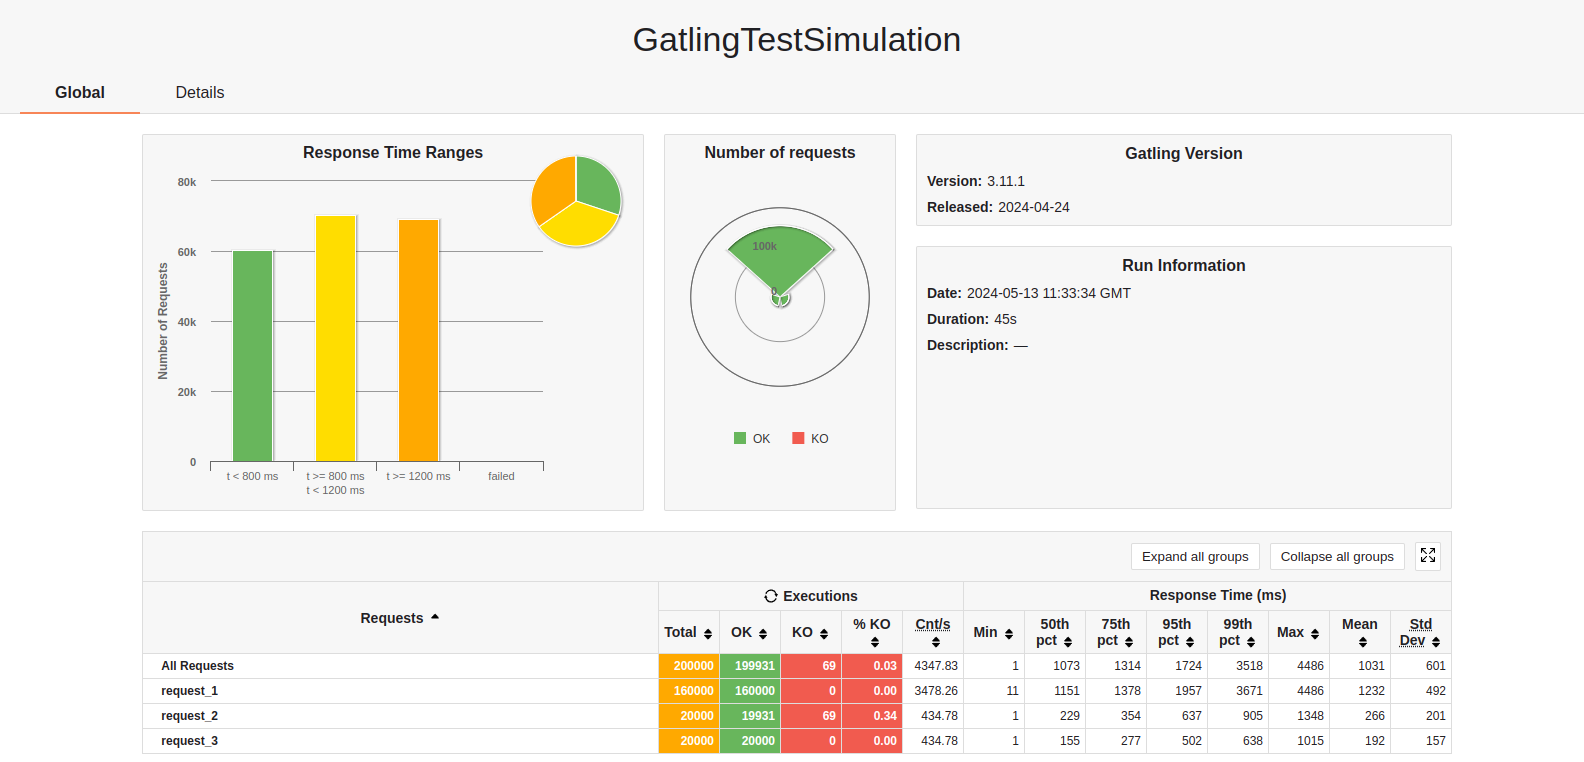 GatlingTestSimulation
Global Details
Response Time Ranges
80k
60k
40k
20k
0
Number of Requests
t < 800 ms
t >= 800 ms
t < 1200 ms
t >= 1200 ms
failed
Number of requests
100k
0
OK KO
Gatling Version
Version: 3.11.1
Released: 2024-04-24
Run Information
Date: 2024-05-13 11:33:34 GMT
Duration: 45s
Description: —
Expand all groups Collapse all groups
Requests Executions Response Time (ms)
Total OK KO % KO Cnt/s Min 50th pct 75th pct 95th pct 99th pct Max Mean Std Dev
All Requests 200000 199931 69 0.03 4347.83 1 1073 1314 1724 3518 4486 1031 601
request_1 160000 160000 0 0.00 3478.26 11 1151 1378 1957 3671 4486 1232 492
request_2 20000 19931 69 0.34 434.78 1 229 354 637 905 1348 266 201
request_3 20000 20000 0 0.00 434.78 1 155 277 502 638 1015 192 157